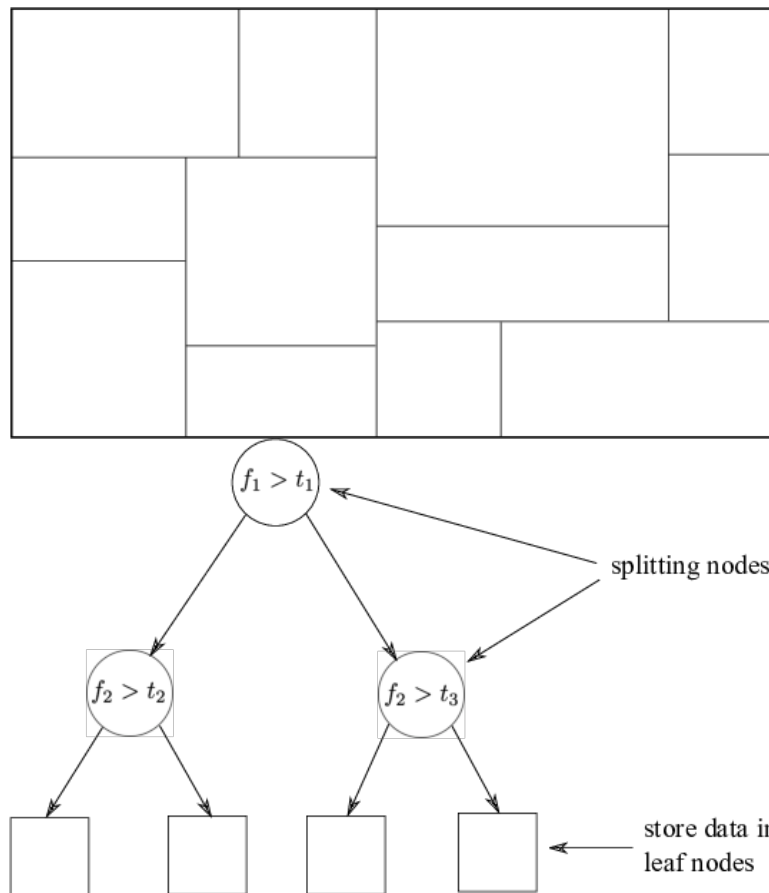 f₁ > t₁
splitting nodes
f₂ > t₂
f₂ > t₃
store data in
leaf nodes